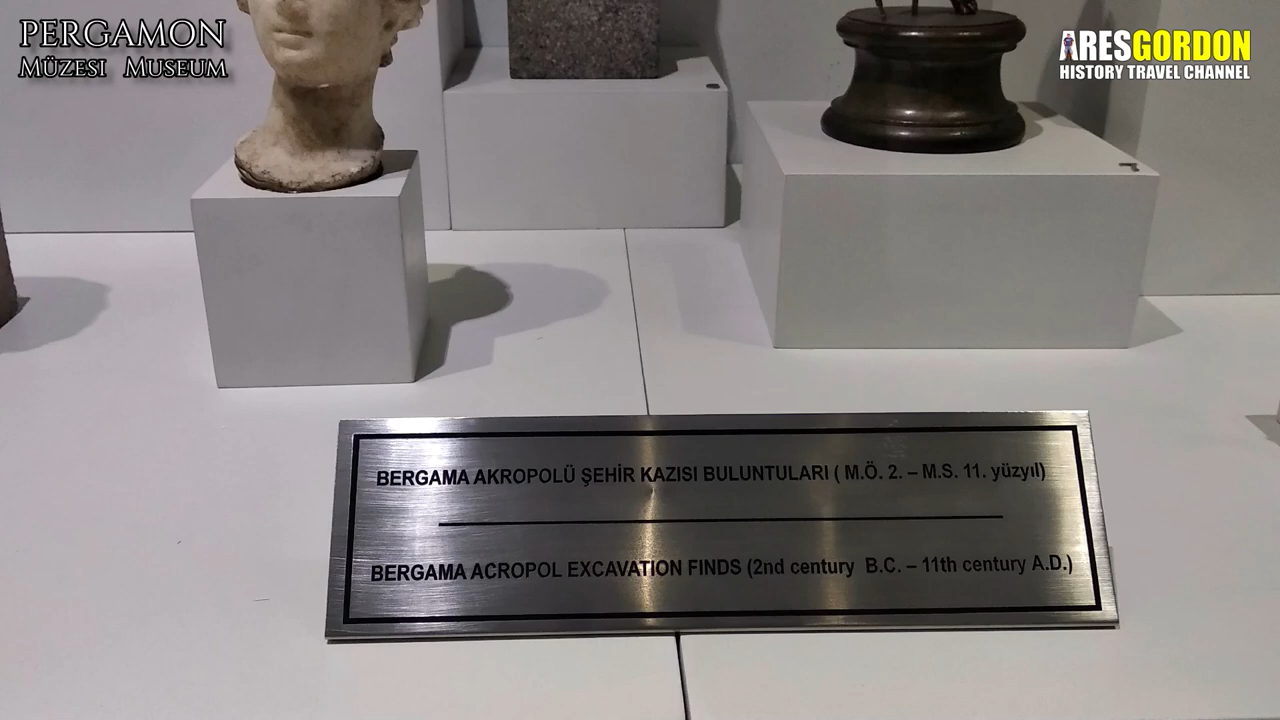 PERGAMON
MÜZESI MUSEUM
ARESGORDON
HISTORY TRAVEL CHANNEL
BERGAMA AKROPOLÜ ŞEHİR KAZISI BULUNTULARI ( M.Ö. 2. – M.S. 11. yüzyıl)
BERGAMA ACROPOL EXCAVATION FINDS (2nd century B.C. – 11th century A.D.)